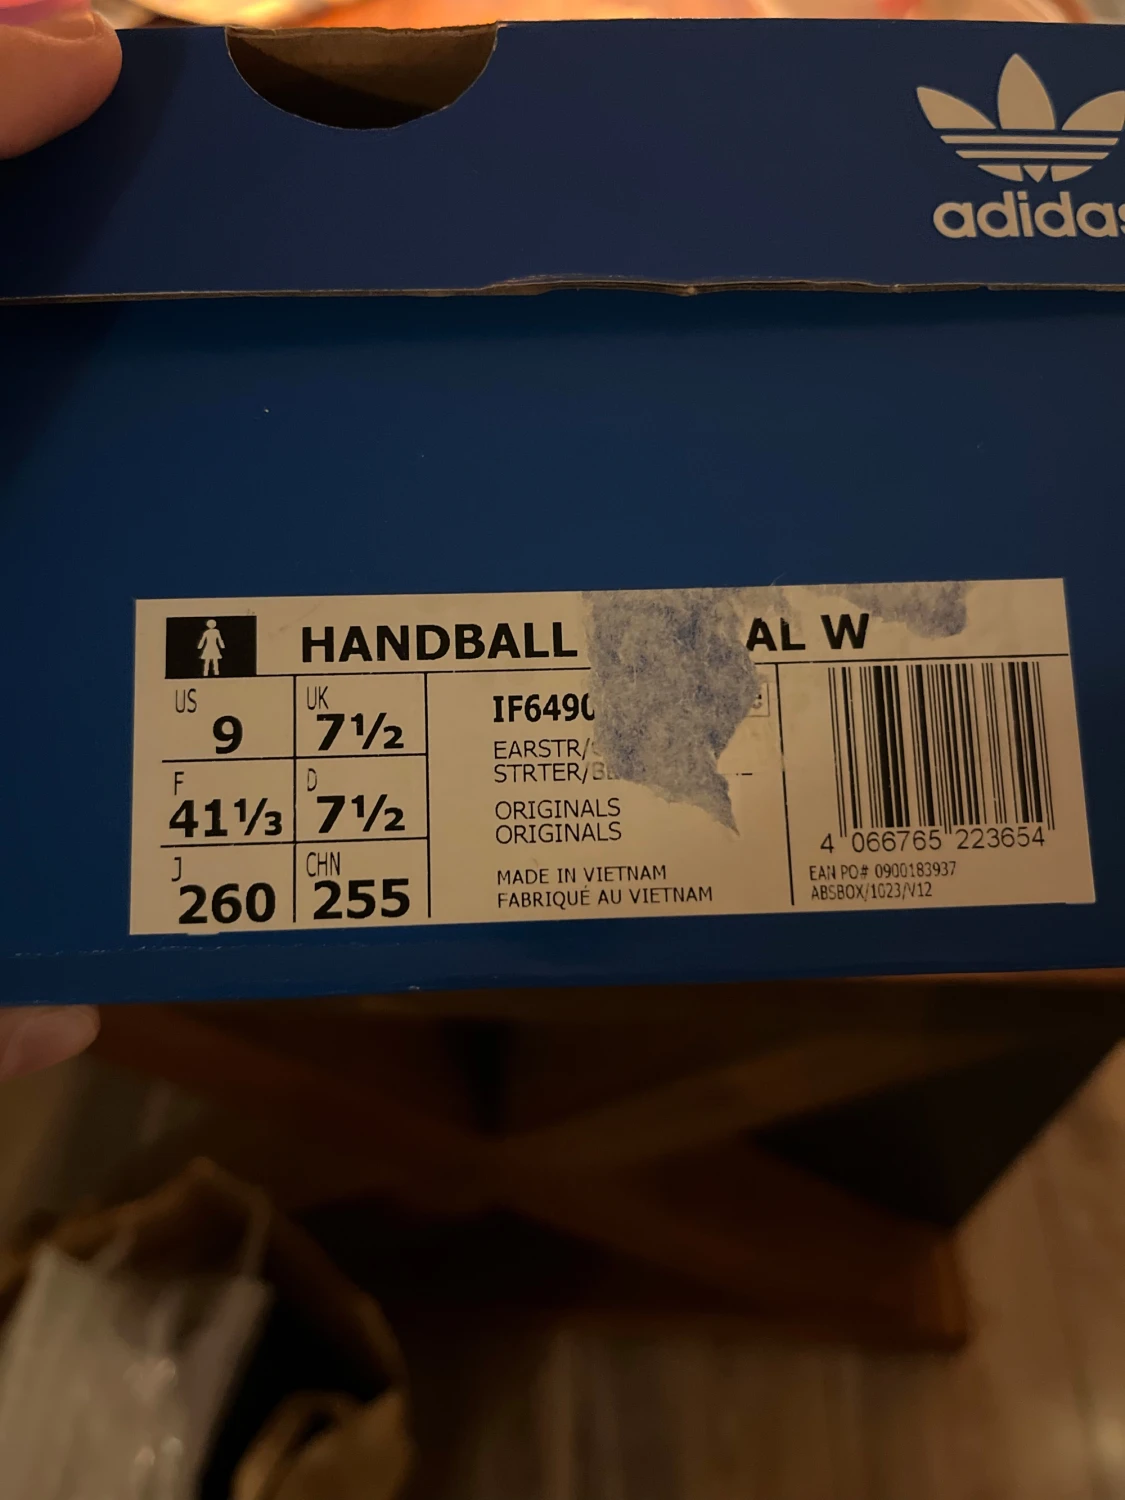 adidas
HANDBALL AL W
US 9 UK 7½
F 41⅓ D 7½
J 260 CHN 255
IF6490
EARSTR/
STRTER/
ORIGINALS
ORIGINALS
MADE IN VIETNAM
FABRIQUÉ AU VIETNAM
4 066765 223654
EAN PO# 0900183937
ABSBOX/1023/V12